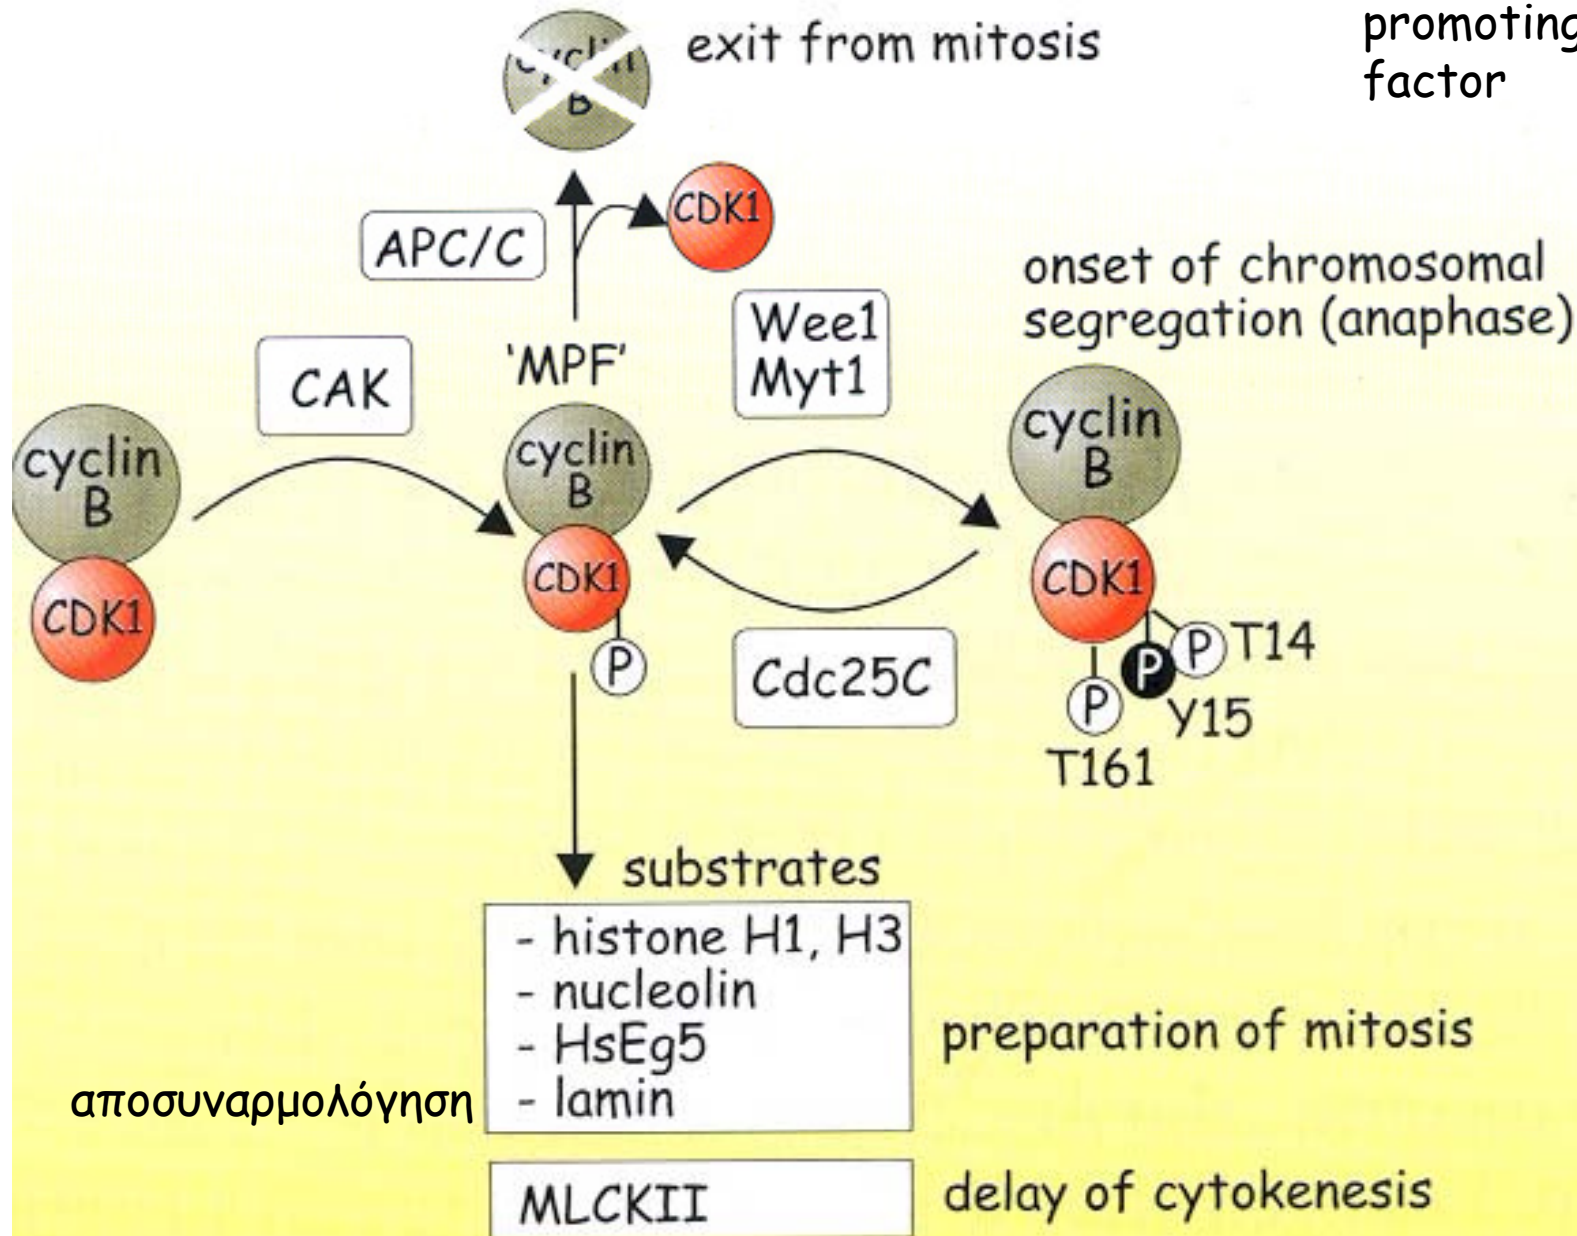 promoting
factor
cyclin
B
exit from mitosis
APC/C
CDK1
onset of chromosomal
segregation (anaphase)
Wee1
Myt1
CAK
'MPF'
cyclin
B
CDK1
cyclin
B
CDK1
P
cyclin
B
CDK1
P
P
P
T14
Y15
T161
Cdc25C
substrates
- histone H1, H3
- nucleolin
- HsEg5
- lamin
preparation of mitosis
αποσυναρμολόγηση
MLCKII
delay of cytokenesis